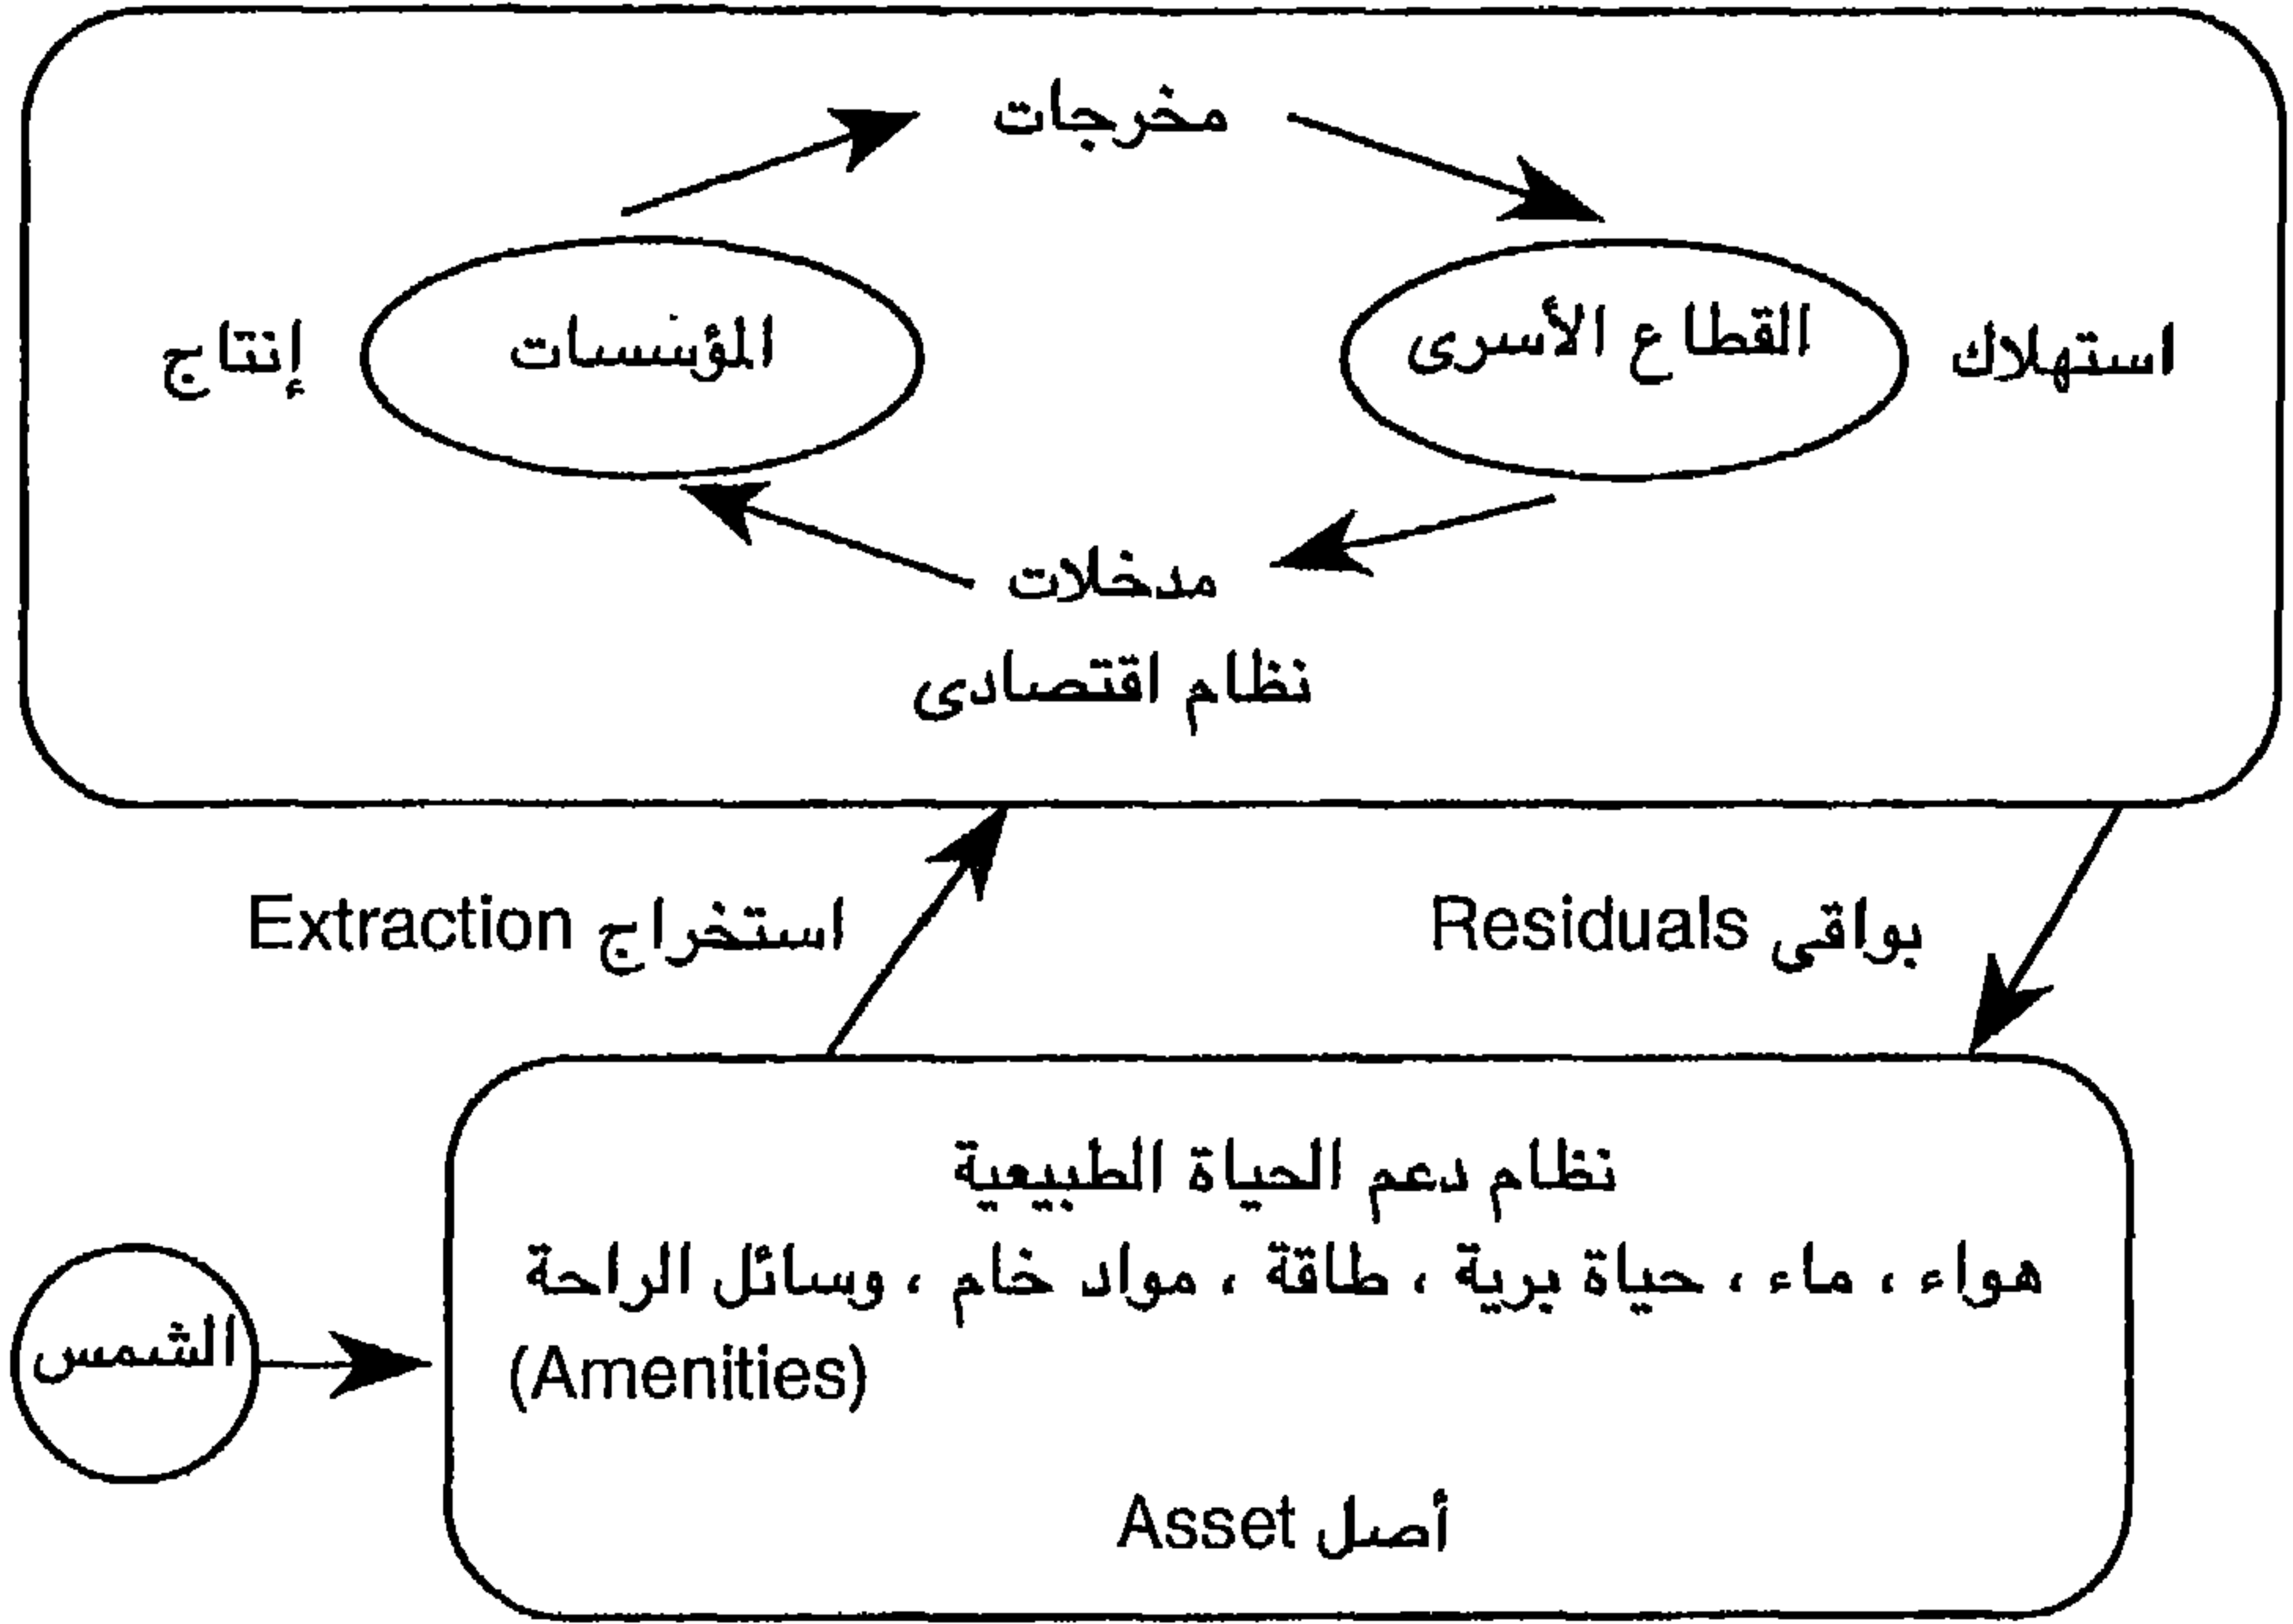 مخرجات
استهلاك
القطاع الأسرى
المؤسسات
إنتاج
مدخلات
نظام اقتصادى
بواقى Residuals
استخراج Extraction
نظام دعم الحياة الطبيعية
هواء ، ماء ، حياة برية ، طاقة ، مواد خام ، وسائل الراحة
(Amenities)
الشمس
أصل Asset